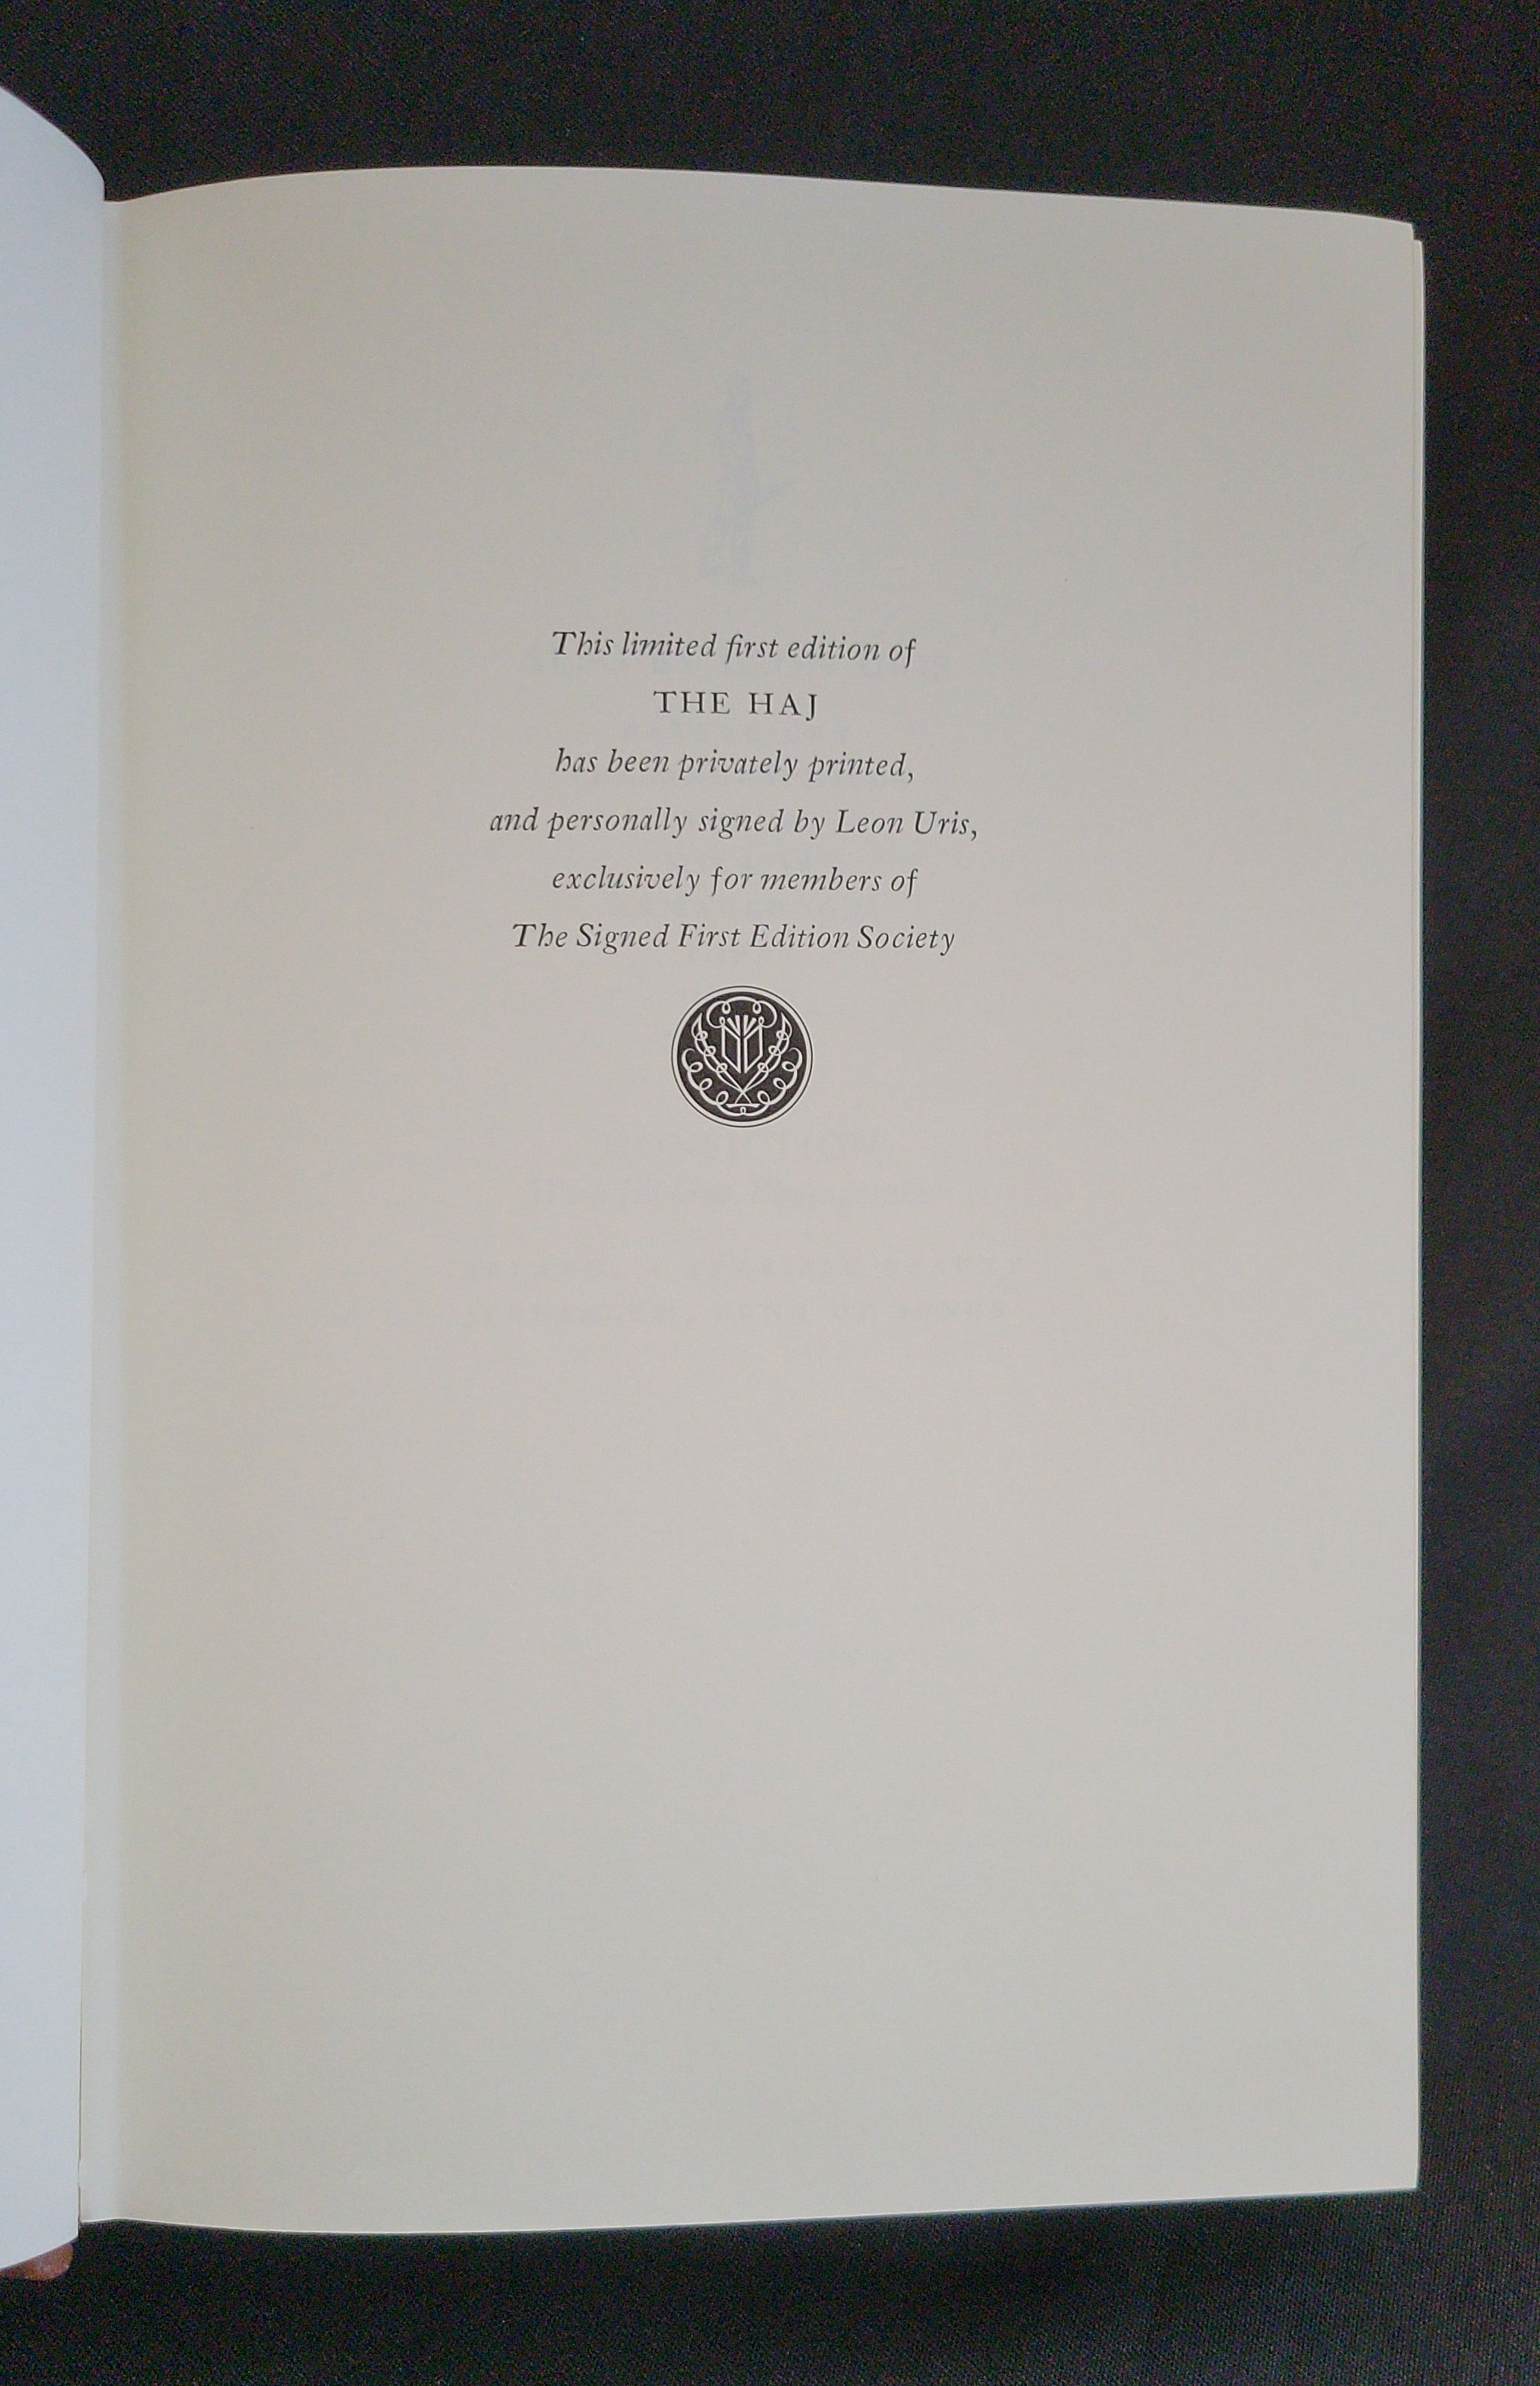 This limited first edition of
THE HAJ
has been privately printed,
and personally signed by Leon Uris,
exclusively for members of
The Signed First Edition Society